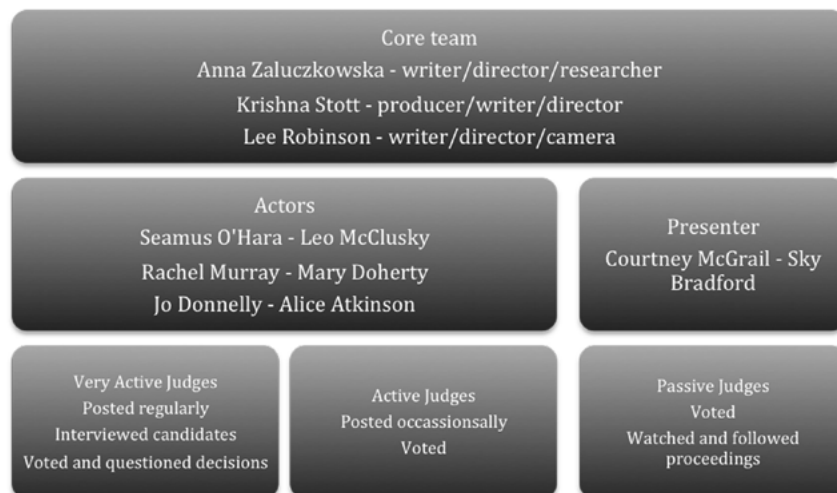 Core team
Anna Zaluczkowska - writer/director/researcher
Krishna Stott - producer/writer/director
Lee Robinson - writer/director/camera
Actors
Seamus O'Hara - Leo McClusky
Rachel Murray - Mary Doherty
Jo Donnelly - Alice Atkinson
Presenter
Courtney McGrail - Sky
Bradford
Very Active Judges
Posted regularly
Interviewed candidates
Voted and questioned decisions
Active Judges
Posted occassionsally
Voted
Passive Judges
Voted
Watched and followed
proceedings